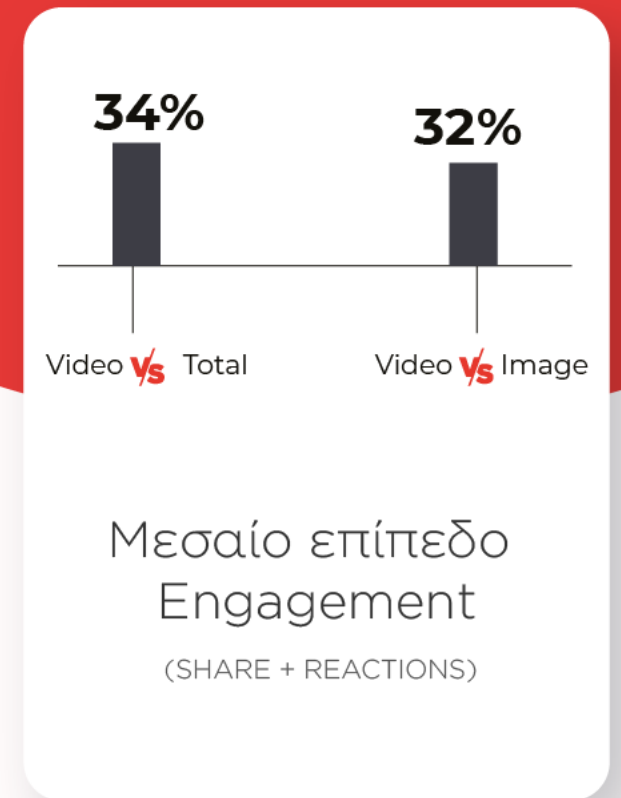 34%
32%
Video Vs Total
Video Vs Image
Μεσαίο επίπεδο
Engagement
(SHARE + REACTIONS)